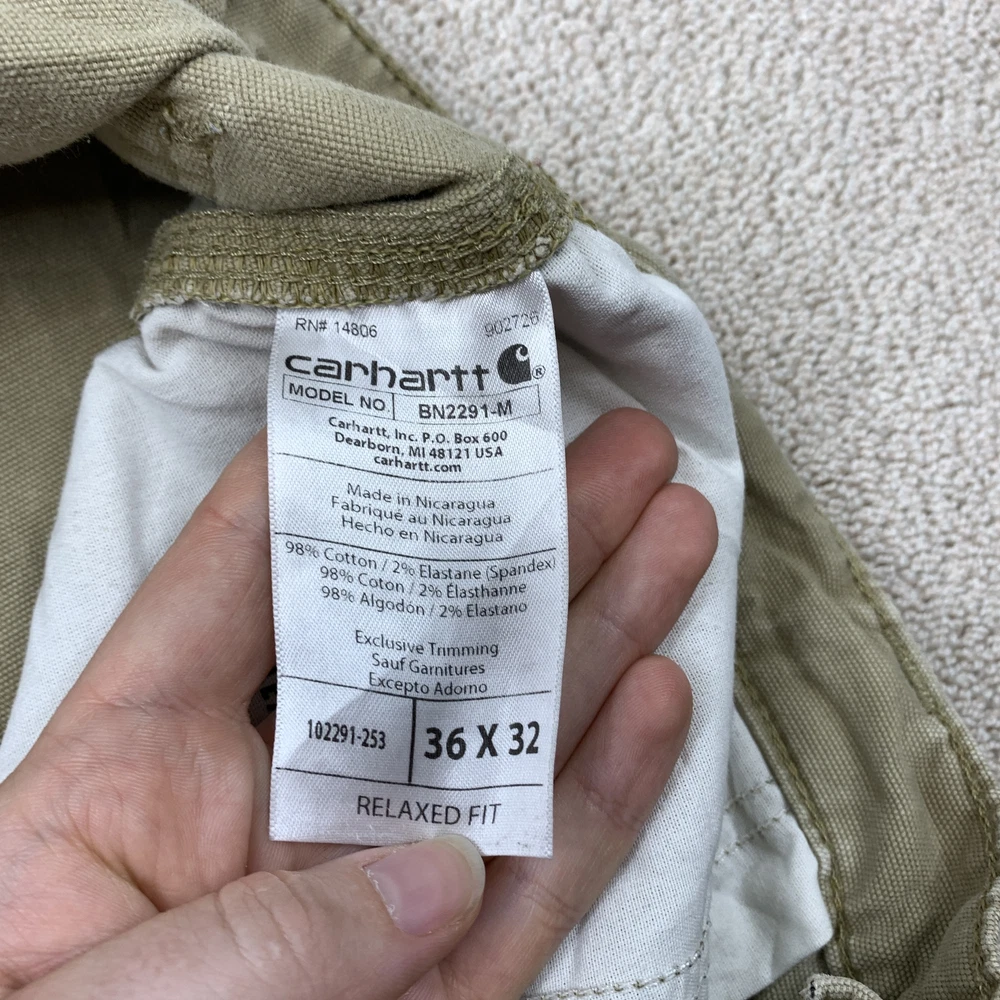 RN# 14806 902726
carhartt ®
MODEL NO. BN2291-M
Carhartt, Inc. P.O. Box 600
Dearborn, MI 48121 USA
carhartt.com
Made in Nicaragua
Fabriqué au Nicaragua
Hecho en Nicaragua
98% Cotton / 2% Elastane (Spandex)
98% Coton / 2% Élasthanne
98% Algodón / 2% Elastano
Exclusive Trimming
Sauf Garnitures
Excepto Adorno
102291-253 36 X 32
RELAXED FIT